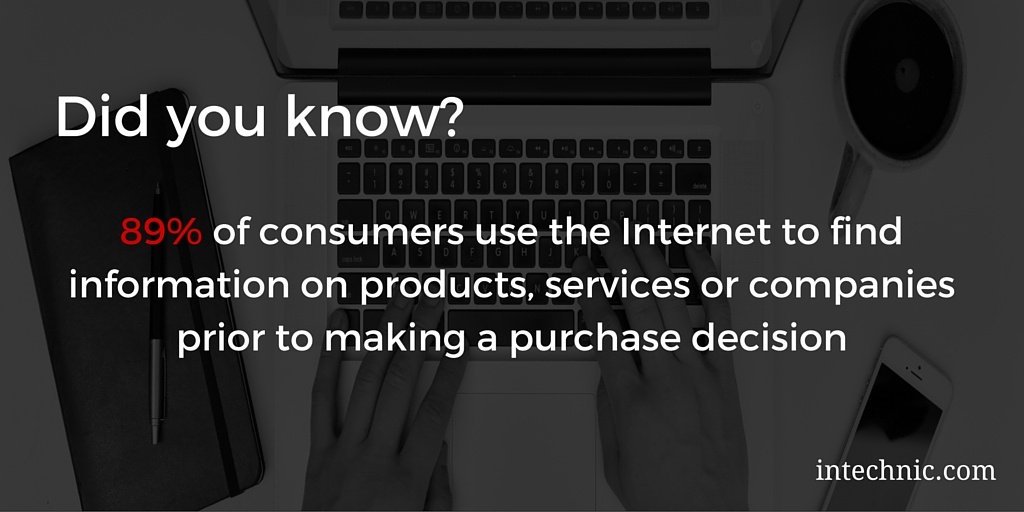 Did you know?
89% of consumers use the Internet to find
information on products, services or companies
prior to making a purchase decision
intechnic.com